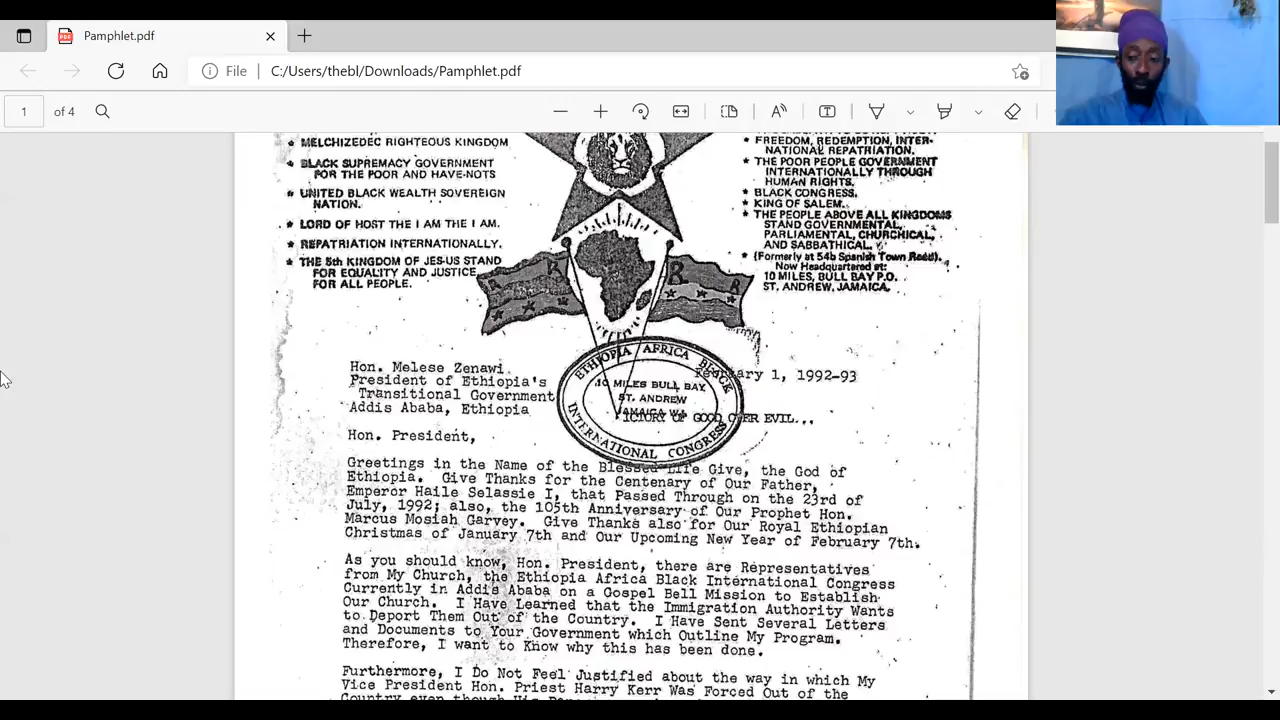 Pamphlet.pdf
File C:/Users/thebl/Downloads/Pamphlet.pdf
1 of 4
★ MELCHIZEDEC RIGHTEOUS KINGDOM
★ BLACK SUPREMACY GOVERNMENT
FOR THE POOR AND HAVE-NOTS
★ UNITED BLACK WEALTH SOVEREIGN
NATION.
★ LORD OF HOST THE I AM THE I AM.
★ REPATRIATION INTERNATIONALLY.
★ THE 5th KINGDOM OF JES-US STAND
FOR EQUALITY AND JUSTICE
FOR ALL PEOPLE.
FREEDOM, REDEMPTION, INTER-
NATIONAL REPATRIATION.
★ THE POOR PEOPLE GOVERNMENT
INTERNATIONALLY THROUGH
HUMAN RIGHTS.
★ BLACK CONGRESS.
★ KING OF SALEM.
★ THE PEOPLE ABOVE ALL KINGDOMS
STAND GOVERNMENTAL,
PARLIAMENTAL, CHURCHICAL,
AND SABBATHICAL.
★ (Formerly at 54b Spanish Town Road).
Now Headquartered at:
10 MILES, BULL BAY P.O.
ST. ANDREW, JAMAICA.
R R R R
ETHIOPIA AFRICA BLACK
INTERNATIONAL CONGRESS
10 MILES BULL BAY
ST. ANDREW
JAMAICA W.I.
1, 1992-93
VICTORY OF GOOD OVER EVIL...
Hon. Melese Zenawi
President of Ethiopia's
Transitional Government
Addis Ababa, Ethiopia
Hon. President,
Greetings in the Name of the Blessed Life Give, the God of
Ethiopia. Give Thanks for the Centenary of Our Father,
Emperor Haile Selassie I, that Passed Through on the 23rd of
July, 1992; also, the 105th Anniversary of Our Prophet Hon.
Marcus Mosiah Garvey. Give Thanks also for Our Royal Ethiopian
Christmas of January 7th and Our Upcoming New Year of February 7th.
As you should know, Hon. President, there are Representatives
from My Church, the Ethiopia Africa Black International Congress
Currently in Addis Ababa on a Gospel Bell Mission to Establish
Our Church. I Have Learned that the Immigration Authority Wants
to Deport Them Out of the Country. I Have Sent Several Letters
and Documents to Your Government which Outline My Program.
Therefore, I want to Know why this has been done.
Furthermore, I Do Not Feel Justified about the way in which My
Vice President Hon. Priest Harry Kerr Was Forced Out of the